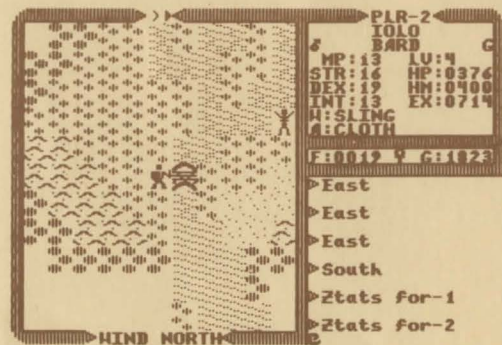 PLR-2
IOLO
BARD G
MP:13 LV:4
STR:16 HP:0376
DEX:19 HM:0400
INT:13 EX:0714
W:SLING
A:CLOTH
F:0019 G:1823
East
East
East
South
Ztats for-1
Ztats for-2
WIND NORTH